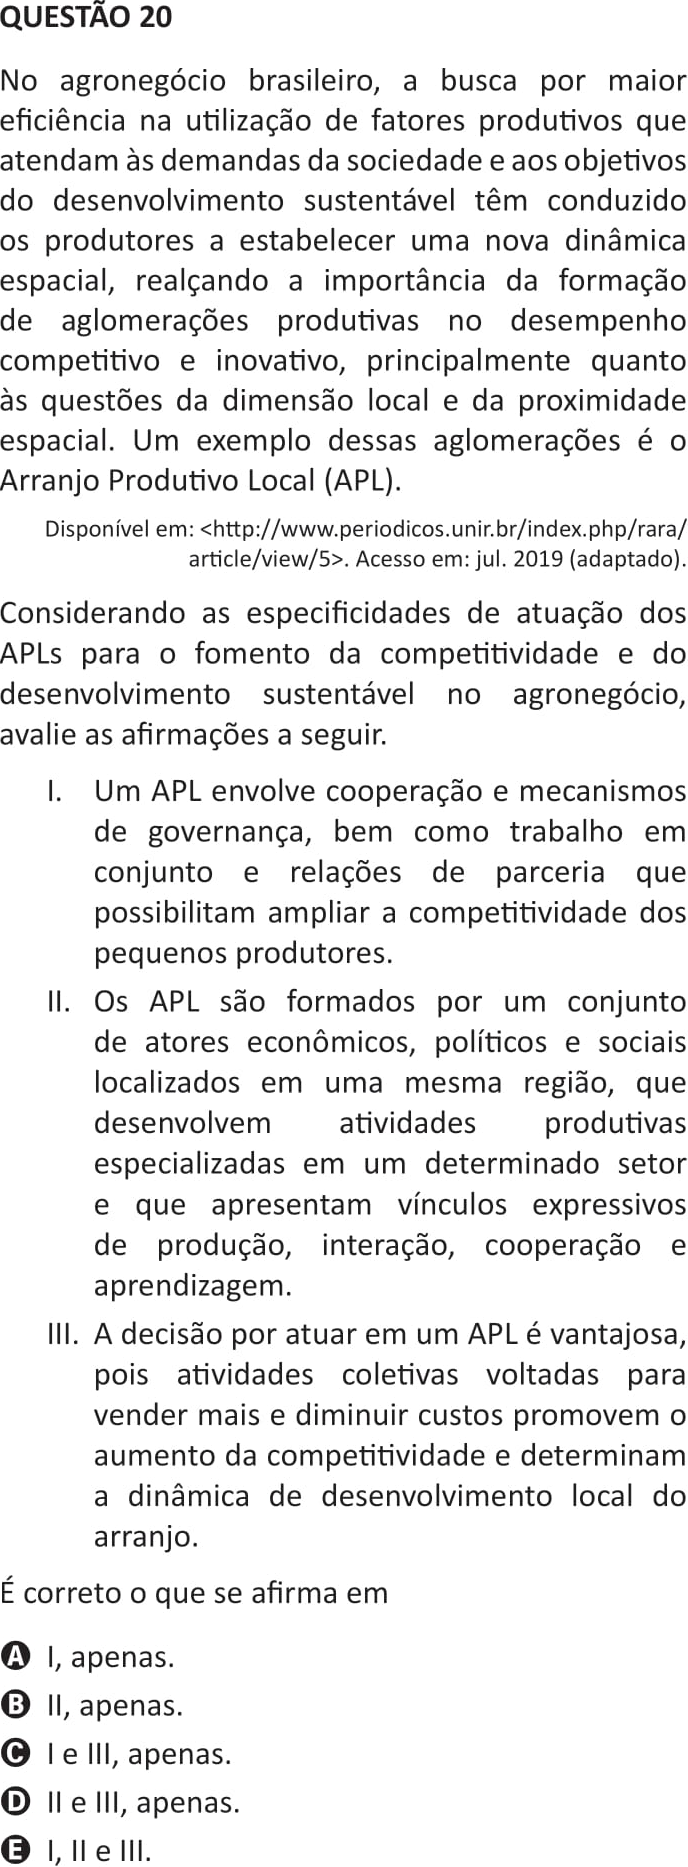 QUESTÃO 20
No agronegócio brasileiro, a busca por maior
eficiência na utilização de fatores produtivos que
atendam às demandas da sociedade e aos objetivos
do desenvolvimento sustentável têm conduzido
os produtores a estabelecer uma nova dinâmica
espacial, realçando a importância da formação
de aglomerações produtivas no desempenho
competitivo e inovativo, principalmente quanto
às questões da dimensão local e da proximidade
espacial. Um exemplo dessas aglomerações é o
Arranjo Produtivo Local (APL).
Disponível em: <http://www.periodicos.unir.br/index.php/rara/
article/view/5>. Acesso em: jul. 2019 (adaptado).
Considerando as especificidades de atuação dos
APLs para o fomento da competitividade e do
desenvolvimento sustentável no agronegócio,
avalie as afirmações a seguir.
I. Um APL envolve cooperação e mecanismos
de governança, bem como trabalho em
conjunto e relações de parceria que
possibilitam ampliar a competitividade dos
pequenos produtores.
II. Os APL são formados por um conjunto
de atores econômicos, políticos e sociais
localizados em uma mesma região, que
desenvolvem atividades produtivas
especializadas em um determinado setor
e que apresentam vínculos expressivos
de produção, interação, cooperação e
aprendizagem.
III. A decisão por atuar em um APL é vantajosa,
pois atividades coletivas voltadas para
vender mais e diminuir custos promovem o
aumento da competitividade e determinam
a dinâmica de desenvolvimento local do
arranjo.
É correto o que se afirma em
A I, apenas.
B II, apenas.
C I e III, apenas.
D II e III, apenas.
E I, II e III.